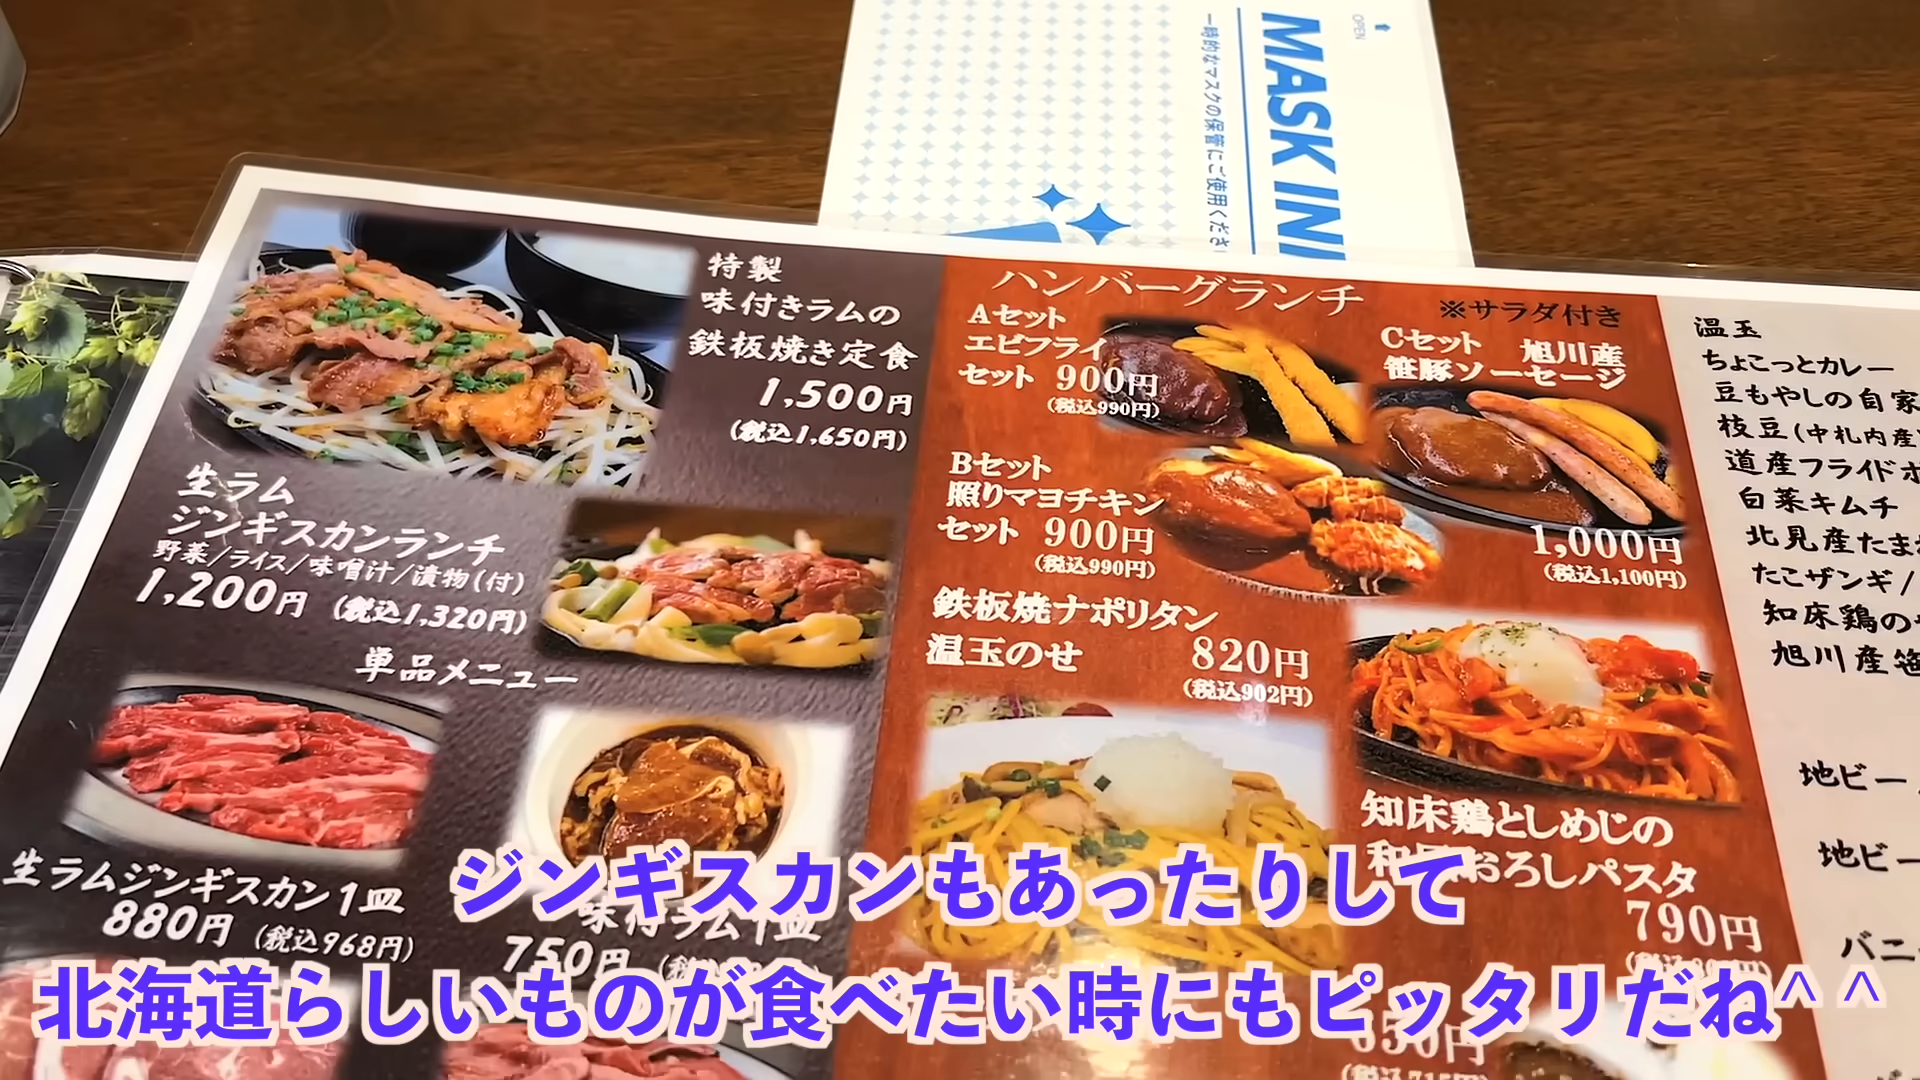 OPEN
MASK IN
一時的なマスクの保管にご使用くださ
特製
味付きラムの
鉄板焼き定食
1,500円
(税込1,650円)
生ラム
ジンギスカンランチ
野菜/ライス/味噌汁/漬物(付)
1,200円 (税込1,320円)
単品メニュー
生ラムジンギスカン1皿
880円 (税込968円)
味付ラム1皿
750円
ハンバーグランチ
※サラダ付き
Aセット
エビフライ
セット 900円
(税込990円)
Bセット
照りマヨチキン
セット 900円
(税込990円)
Cセット 旭川産
笹豚ソーセージ
1,000円
(税込1,100円)
鉄板焼ナポリタン
温玉のせ 820円
(税込902円)
知床鶏としめじの
和風おろしパスタ
790円
温玉
ちょこっとカレー
豆もやしの自家
枝豆(中札内産
道産フライドポ
白菜キムチ
北見産たま
たこザンギ/
知床鶏の
旭川産笹
地ビー
地ビー
バニ
ジンギスカンもあったりして
北海道らしいものが食べたい時にもピッタリだね^ ^